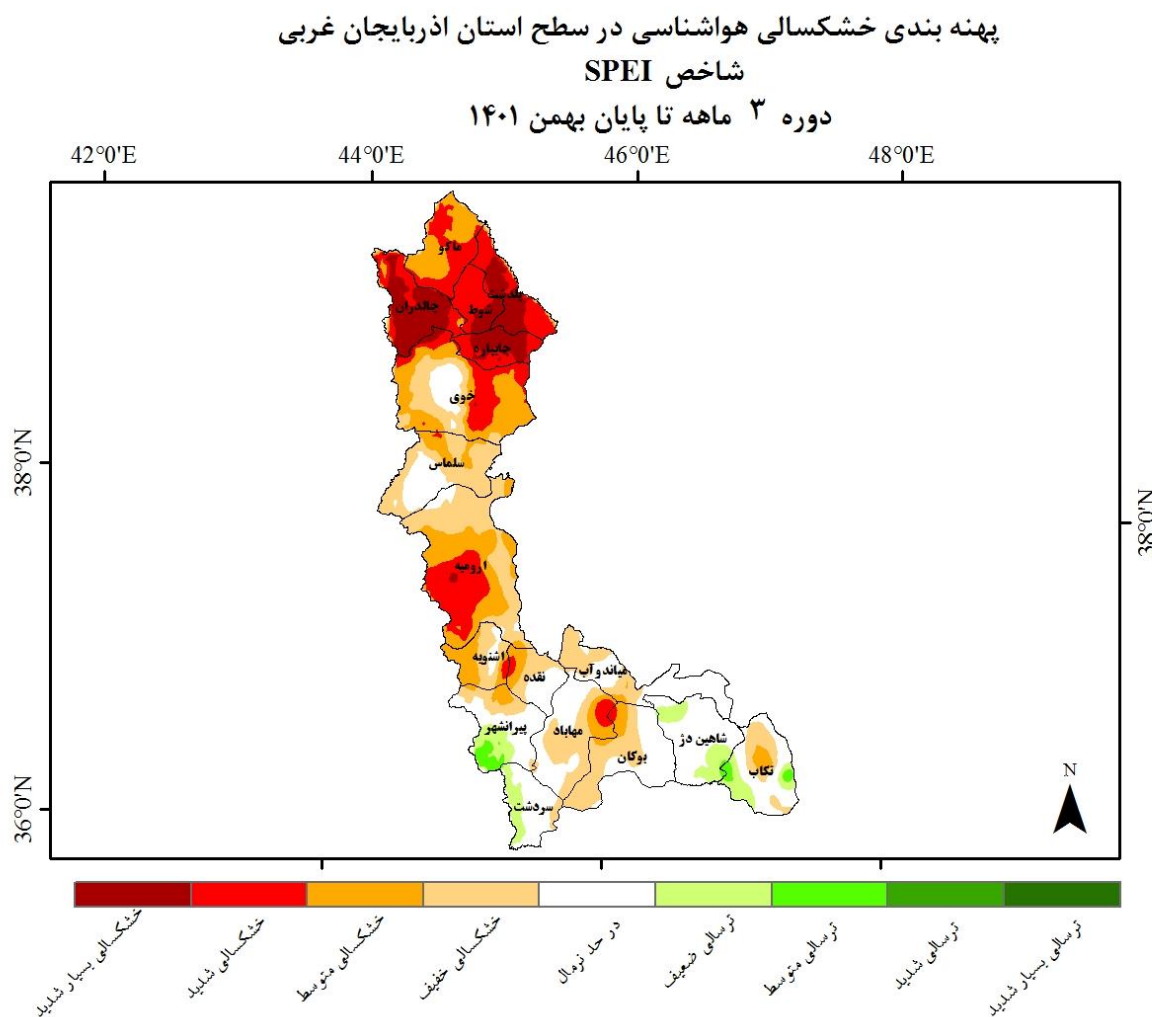 پهنه بندی خشکسالی هواشناسی در سطح استان اذربایجان غربی
شاخص SPEI
دوره ۳ ماهه تا پایان بهمن ۱۴۰۱
42°0'E 44°0'E 46°0'E 48°0'E
ماکو
پلدشت
چالدران
شوط
چایپاره
خوی
38°0'N
سلماس
38°0'N
ارومیه
اشنویه
نقده
میاندوآب
پیرانشهر
مهاباد
شاهین دژ
بوکان
تکاب
N
36°0'N
سردشت
خشکسالی بسیار شدید
خشکسالی شدید
خشکسالی متوسط
خشکسالی خفیف
در حد نرمال
ترسالی ضعیف
ترسالی متوسط
ترسالی شدید
ترسالی بسیار شدید